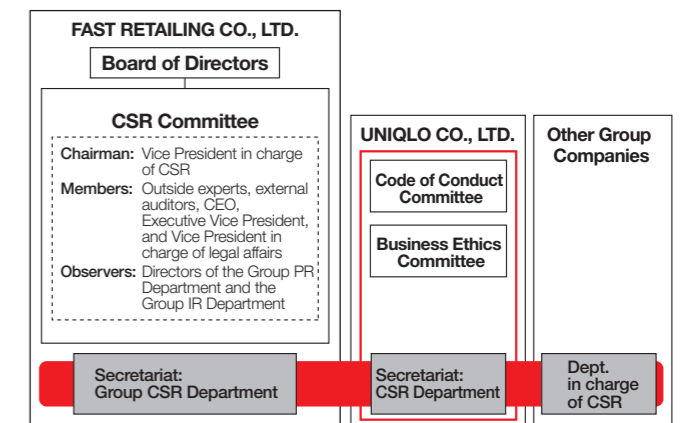 FAST RETAILING CO., LTD.
Board of Directors
CSR Committee
Chairman: Vice President in charge
of CSR
Members: Outside experts, external
auditors, CEO,
Executive Vice President,
and Vice President in
charge of legal affairs
Observers: Directors of the Group PR
Department and the
Group IR Department
Secretariat:
Group CSR Department
UNIQLO CO., LTD.
Code of Conduct
Committee
Business Ethics
Committee
Secretariat:
CSR Department
Other Group
Companies
Dept.
in charge
of CSR